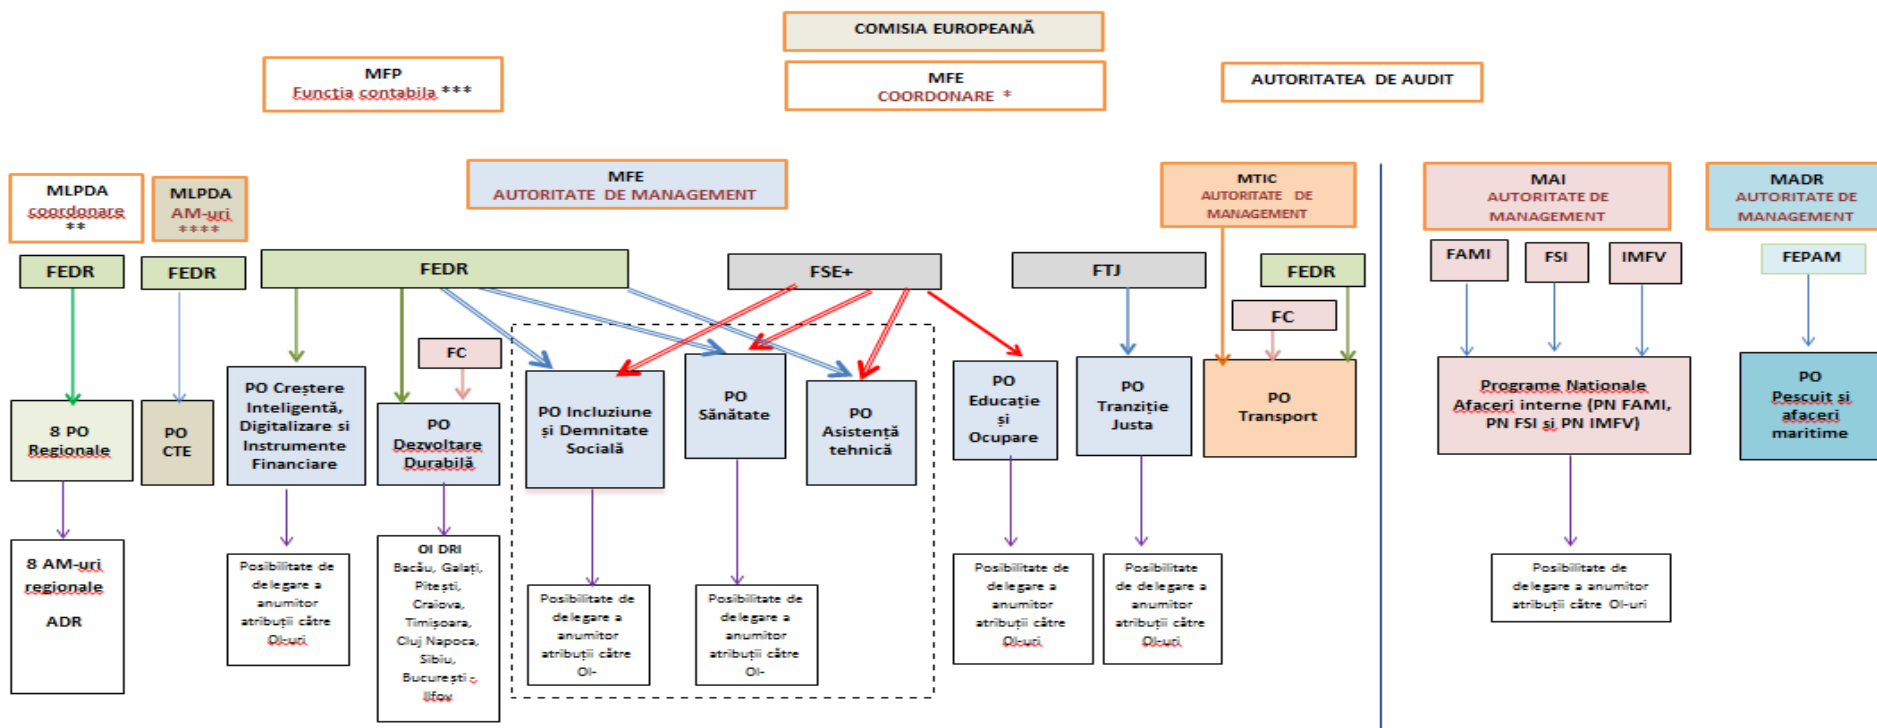 COMISIA EUROPEANĂ
MFP
Funcția contabila ***
MFE
COORDONARE *
AUTORITATEA DE AUDIT
MLPDA
coordonare
**
MLPDA
AM-uri
****
MFE
AUTORITATE DE MANAGEMENT
MTIC
AUTORITATE DE
MANAGEMENT
MAI
AUTORITATE DE
MANAGEMENT
MADR
AUTORITATE DE
MANAGEMENT
FEDR
FEDR
FEDR
FSE+
FTJ
FEDR
FAMI
FSI
IMFV
FEPAM
FC
FC
8 PO
Regionale
PO
CTE
PO Creștere
Inteligentă,
Digitalizare si
Instrumente
Financiare
PO
Dezvoltare
Durabilă
PO Incluziune
și Demnitate
Socială
PO
Sănătate
PO
Asistență
tehnică
PO
Educație
și
Ocupare
PO
Tranziție
Justa
PO
Transport
Programe Nationale
Afaceri interne (PN FAMI,
PN FSI și PN IMFV)
PO
Pescuit și
afaceri
maritime
8 AM-uri
regionale
ADR
Posibilitate de
delegare a
anumitor
atribuții către
OI-uri
OI DRI
Bacău, Galați,
Pitești,
Craiova,
Timișoara,
Cluj Napoca,
Sibiu,
București -
Ilfov
Posibilitate de
delegare a
anumitor
atribuții către
OI-
Posibilitate de
delegare a
anumitor
atribuții către
OI-
Posibilitate de
delegare a
anumitor
atribuții către
OI-uri
Posibilitate
de delegare a
anumitor
atribuții către
OI-uri
Posibilitate de
delegare a anumitor
atribuții către OI-uri